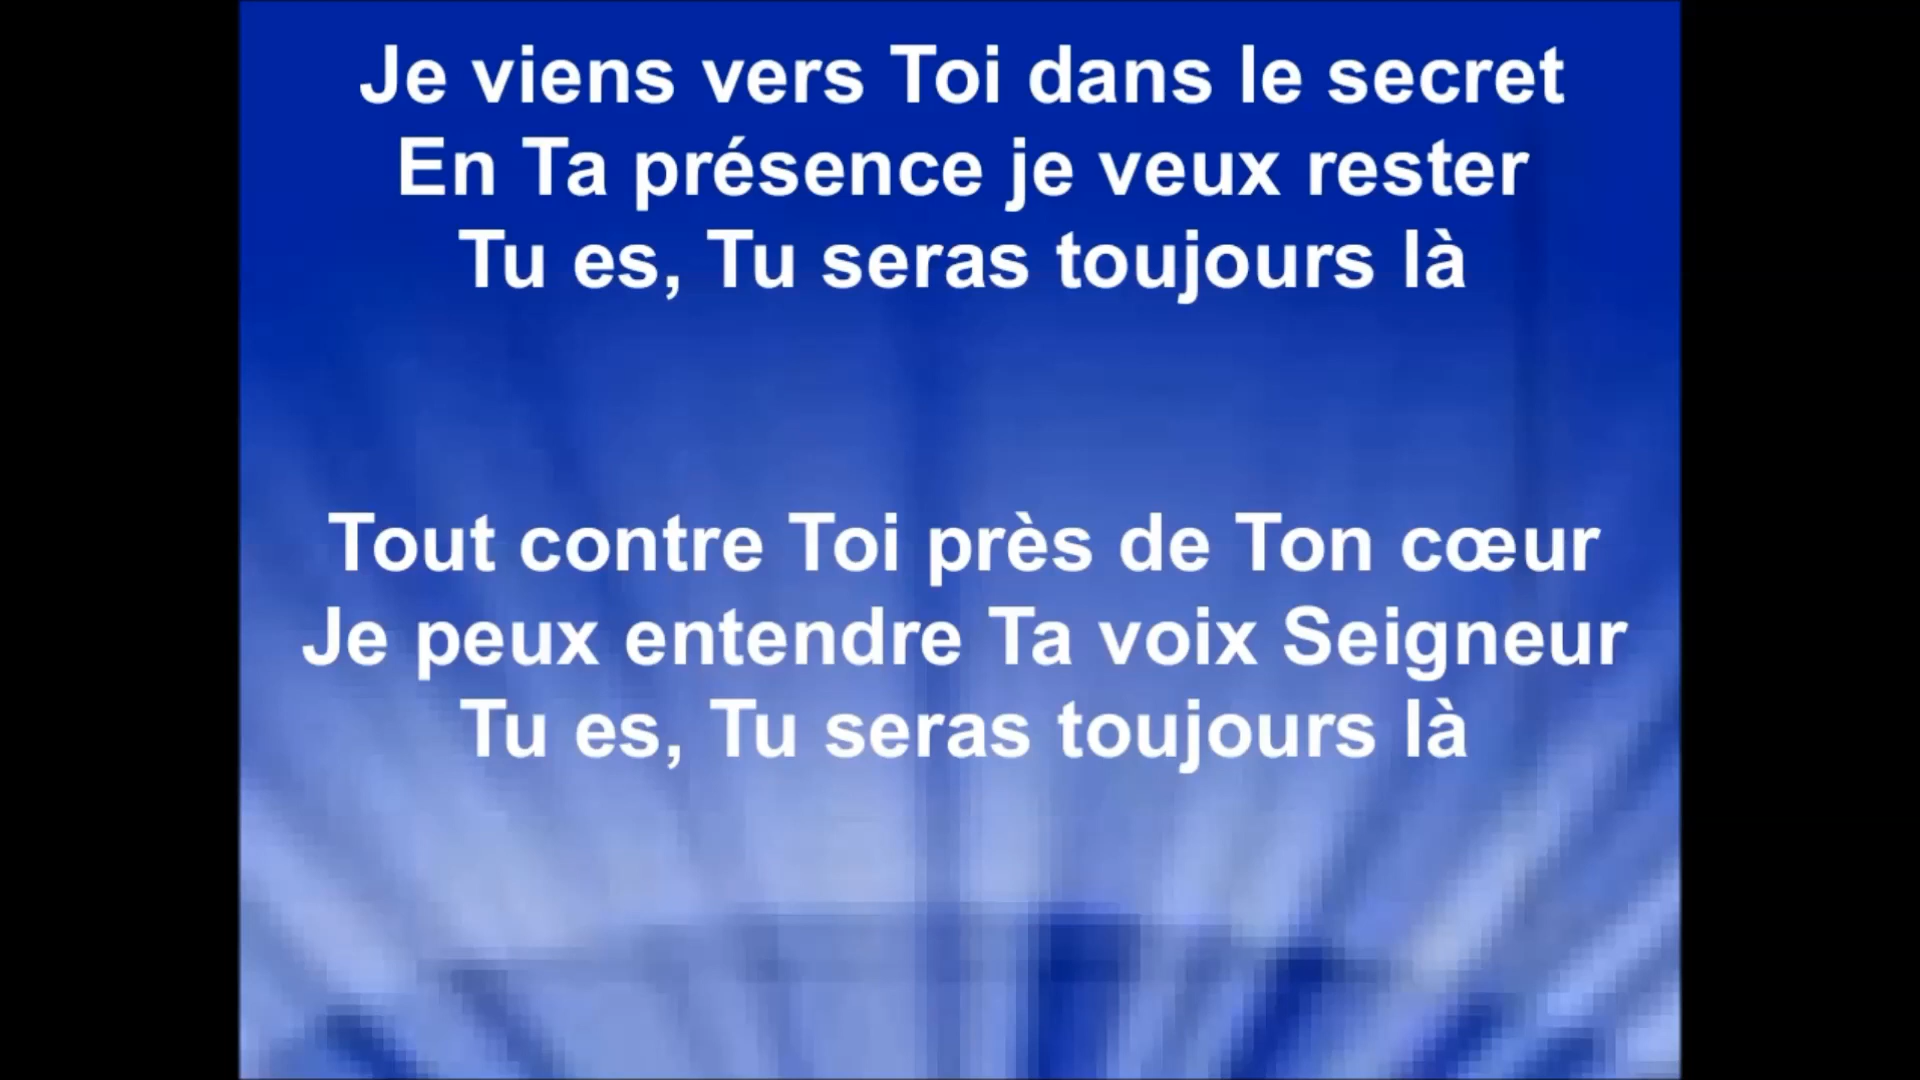 Je viens vers Toi dans le secret
En Ta présence je veux rester
Tu es, Tu seras toujours là
Tout contre Toi près de Ton cœur
Je peux entendre Ta voix Seigneur
Tu es, Tu seras toujours là